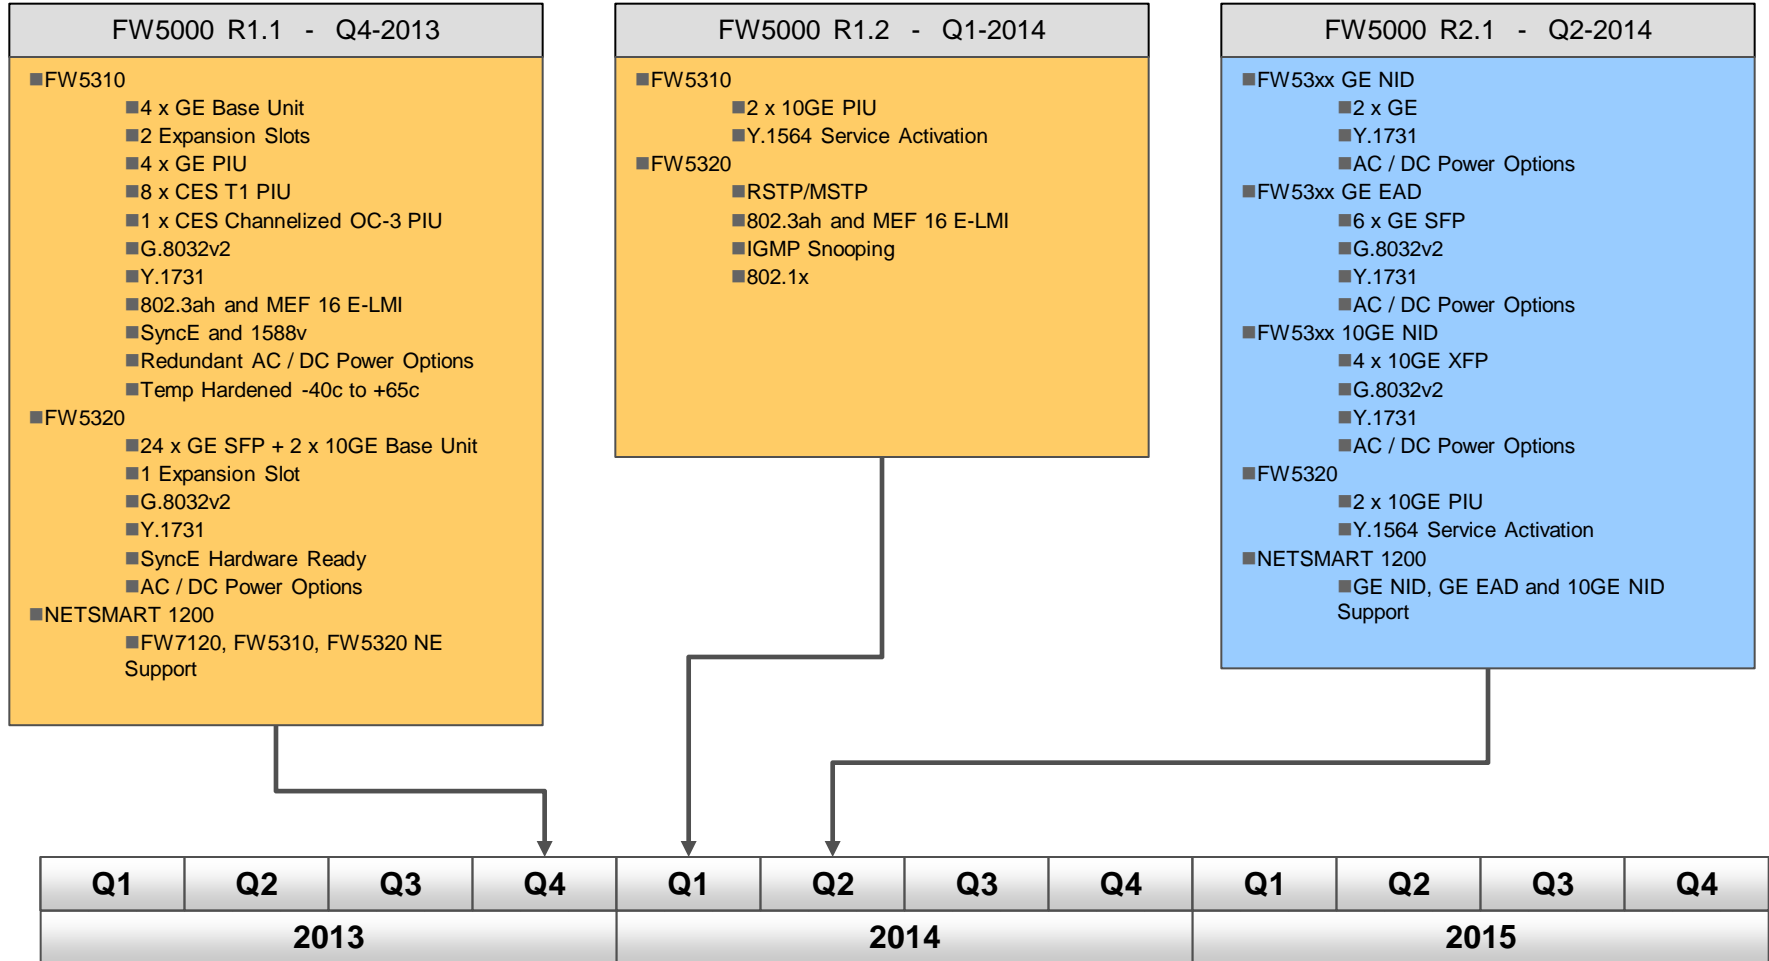 FW5000 R1.1 - Q4-2013
FW5310
4 x GE Base Unit
2 Expansion Slots
4 x GE PIU
8 x CES T1 PIU
1 x CES Channelized OC-3 PIU
G.8032v2
Y.1731
802.3ah and MEF 16 E-LMI
SyncE and 1588v
Redundant AC / DC Power Options
Temp Hardened -40c to +65c
FW5320
24 x GE SFP + 2 x 10GE Base Unit
1 Expansion Slot
G.8032v2
Y.1731
SyncE Hardware Ready
AC / DC Power Options
NETSMART 1200
FW7120, FW5310, FW5320 NE
Support
FW5000 R1.2 - Q1-2014
FW5310
2 x 10GE PIU
Y.1564 Service Activation
FW5320
RSTP/MSTP
802.3ah and MEF 16 E-LMI
IGMP Snooping
802.1x
FW5000 R2.1 - Q2-2014
FW53xx GE NID
2 x GE
Y.1731
AC / DC Power Options
FW53xx GE EAD
6 x GE SFP
G.8032v2
Y.1731
AC / DC Power Options
FW53xx 10GE NID
4 x 10GE XFP
G.8032v2
Y.1731
AC / DC Power Options
FW5320
2 x 10GE PIU
Y.1564 Service Activation
NETSMART 1200
GE NID, GE EAD and 10GE NID
Support
Q1 Q2 Q3 Q4 Q1 Q2 Q3 Q4 Q1 Q2 Q3 Q4
2013 2014 2015